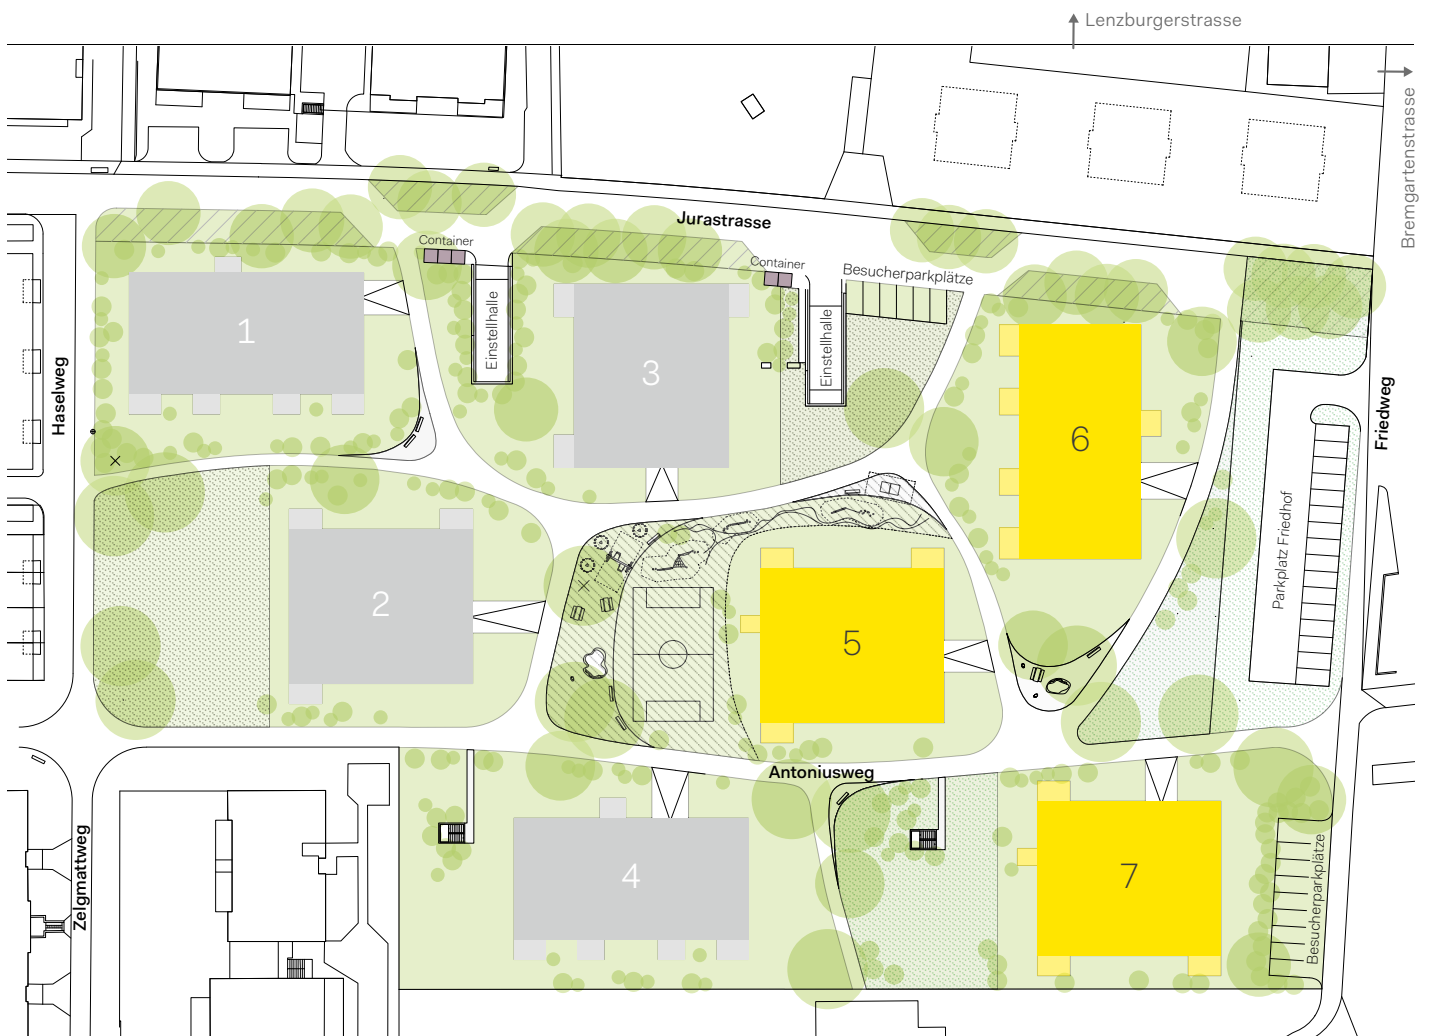 Lenzburgerstrasse
Bremgartenstrasse
Jurastrasse
Container
Container
Besucherparkplätze
Einstellhalle
Einstellhalle
1
3
6
Haselweg
Friedweg
Parkplatz Friedhof
2
5
Antoniusweg
Zelgmattweg
4
7
Besucherparkplätze